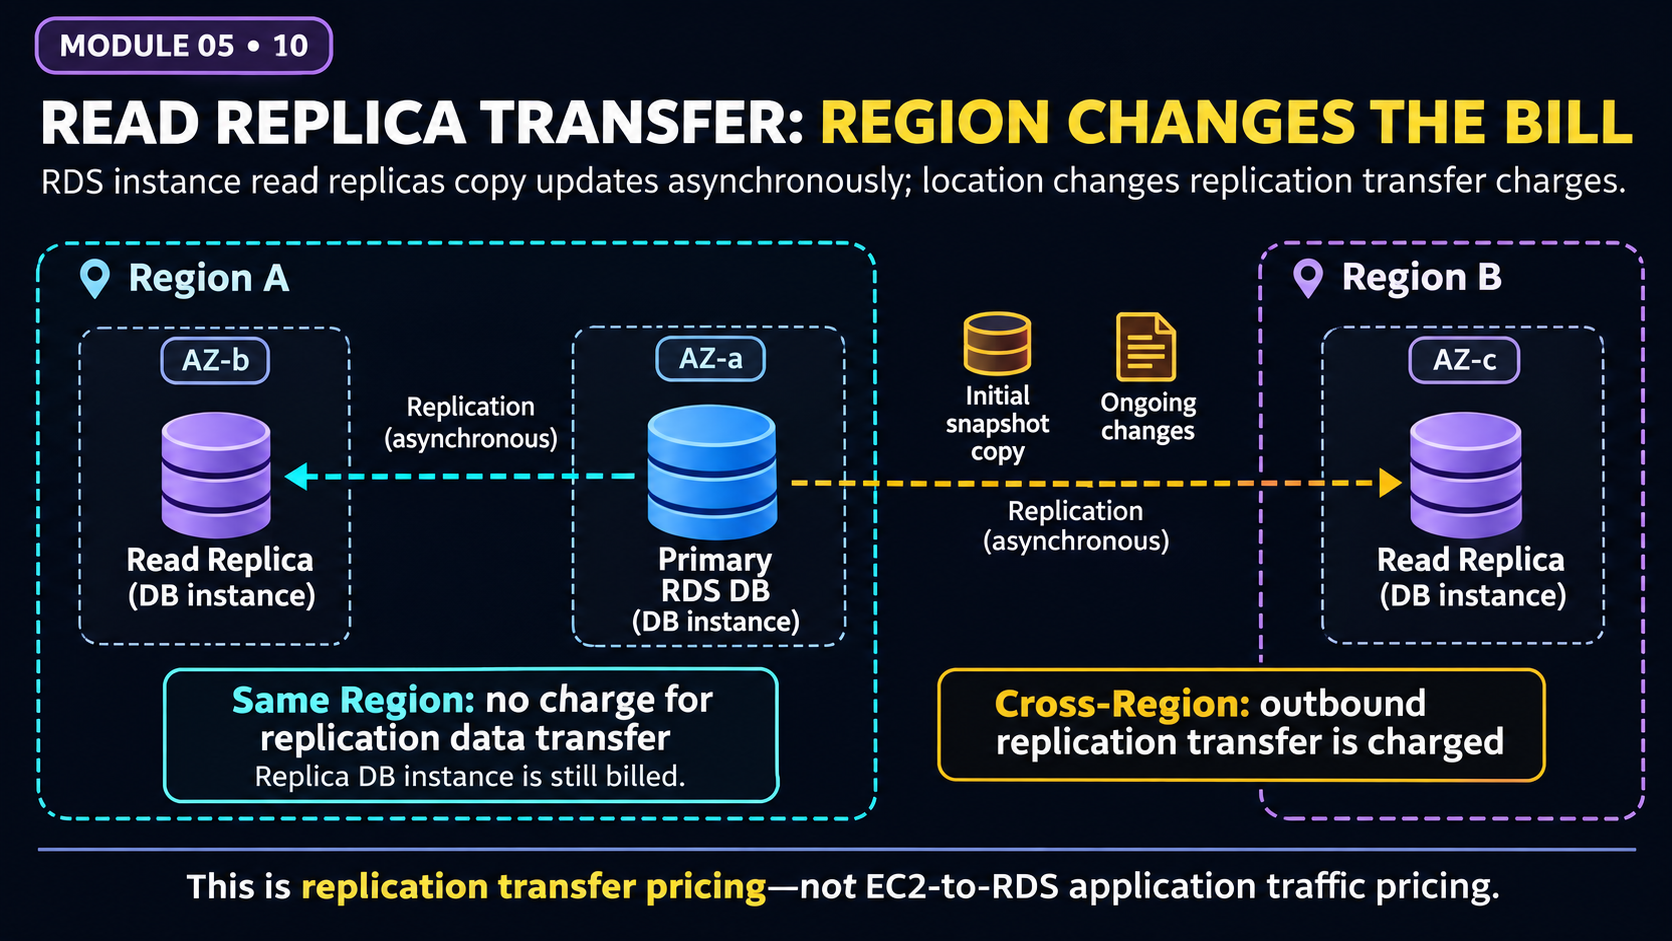 MODULE 05 • 10
READ REPLICA TRANSFER: REGION CHANGES THE BILL
RDS instance read replicas copy updates asynchronously; location changes replication transfer charges.
Region A
AZ-b
Read Replica
(DB instance)
Replication
(asynchronous)
AZ-a
Primary
RDS DB
(DB instance)
Initial
snapshot
copy
Ongoing
changes
Replication
(asynchronous)
Region B
AZ-c
Read Replica
(DB instance)
Same Region: no charge for
replication data transfer
Replica DB instance is still billed.
Cross-Region: outbound
replication transfer is charged
This is replication transfer pricing—not EC2-to-RDS application traffic pricing.